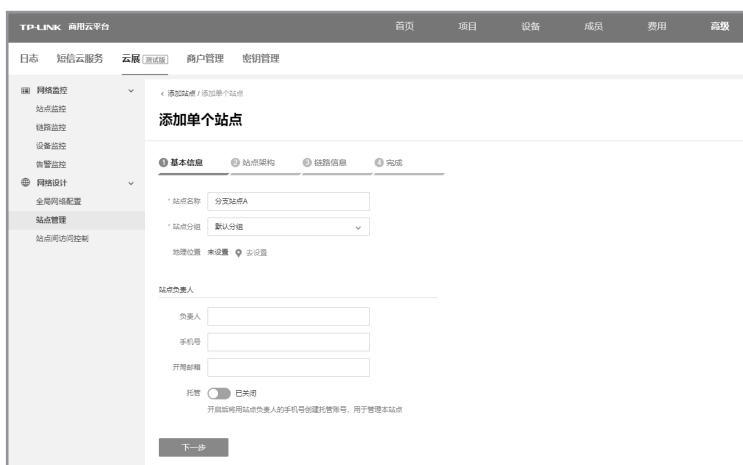 TP-LINK 商用云平台 首页 项目 设备 成员 费用 高级
日志 短信云服务 云展 测试版 商户管理 密钥管理
网络监控
站点监控
链路监控
设备监控
告警监控
网络设计
全局网络配置
站点管理
站点间访问控制
< 添加站点 / 添加单个站点
添加单个站点
1 基本信息 2 站点架构 3 链路信息 4 完成
* 站点名称 分支站点A
* 站点分组 默认分组
地理位置 未设置 去设置
站点负责人
负责人
手机号
开局邮箱
托管 已关闭
开启后将用站点负责人的手机号创建托管账号，用于管理本站点
下一步